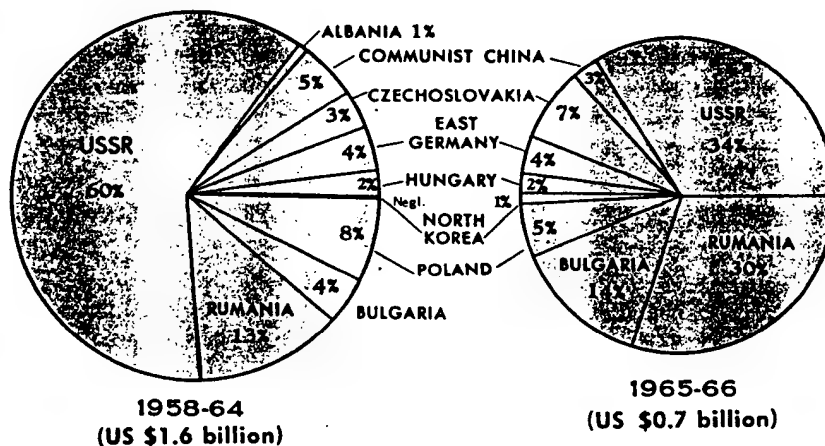 ALBANIA 1%
COMMUNIST CHINA
5%
3%
CZECHOSLOVAKIA
3%
7%
USSR
60%
EAST
GERMANY
4%
4%
USSR
34%
HUNGARY
2%
2%
Negl.
1%
NORTH
KOREA
8%
5%
POLAND
RUMANIA
30%
BULGARIA
14%
4%
RUMANIA
13%
BULGARIA
1958-64
(US $1.6 billion)
1965-66
(US $0.7 billion)